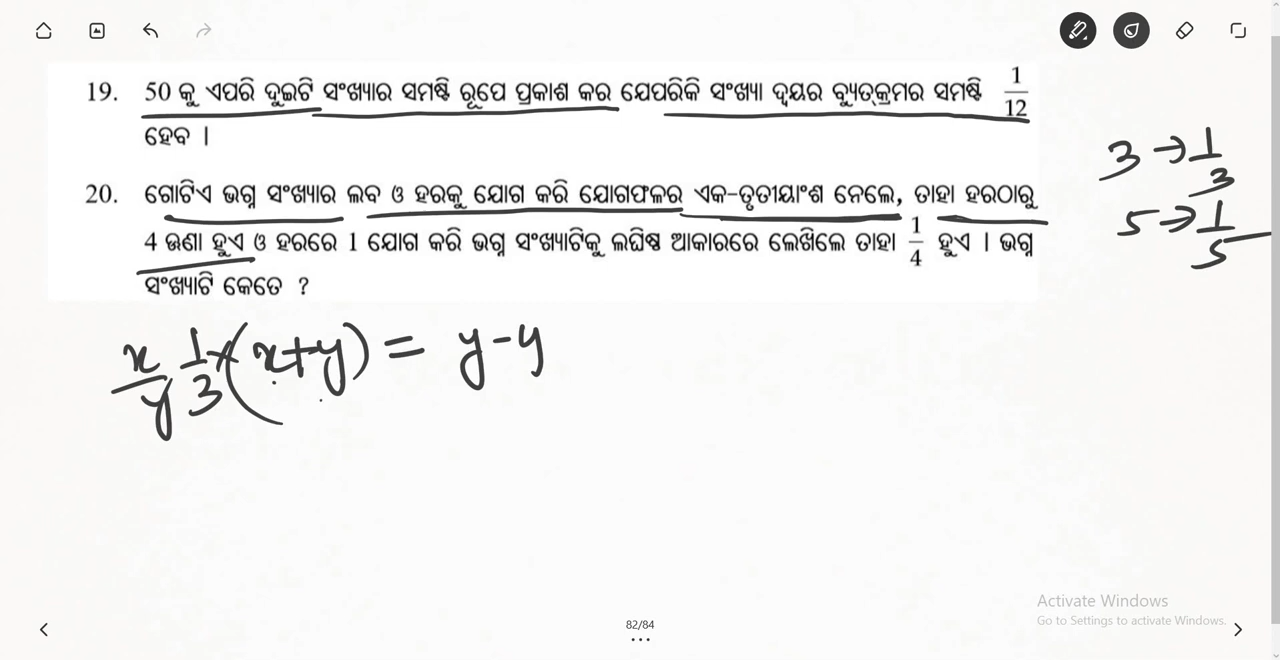 19. 50 କୁ ଏପରି ଦୁଇଟି ସଂଖ୍ୟାର ସମଷ୍ଟି ରୂପେ ପ୍ରକାଶ କର ଯେପରିକି ସଂଖ୍ୟା ଦ୍ୱୟର ବ୍ୟୁତ୍କ୍ରମର ସମଷ୍ଟି 1/12
ହେବ ।
20. ଗୋଟିଏ ଭଗ୍ନ ସଂଖ୍ୟାର ଲବ ଓ ହରକୁ ଯୋଗ କରି ଯୋଗଫଳର ଏକ-ତୃତୀୟାଂଶ ନେଲେ, ତାହା ହରଠାରୁ
4 ଊଣା ହୁଏ ଓ ହରରେ 1 ଯୋଗ କରି ଭଗ୍ନ ସଂଖ୍ୟାଟିକୁ ଲଘିଷ୍ଠ ଆକାରରେ ଲେଖିଲେ ତାହା 1/4 ହୁଏ । ଭଗ୍ନ
ସଂଖ୍ୟାଟି କେତେ ?
3 → 1/3
5 → 1/5
x/y 1/3 × (x+y) = y - y
Activate Windows
Go to Settings to activate Windows.
82/84